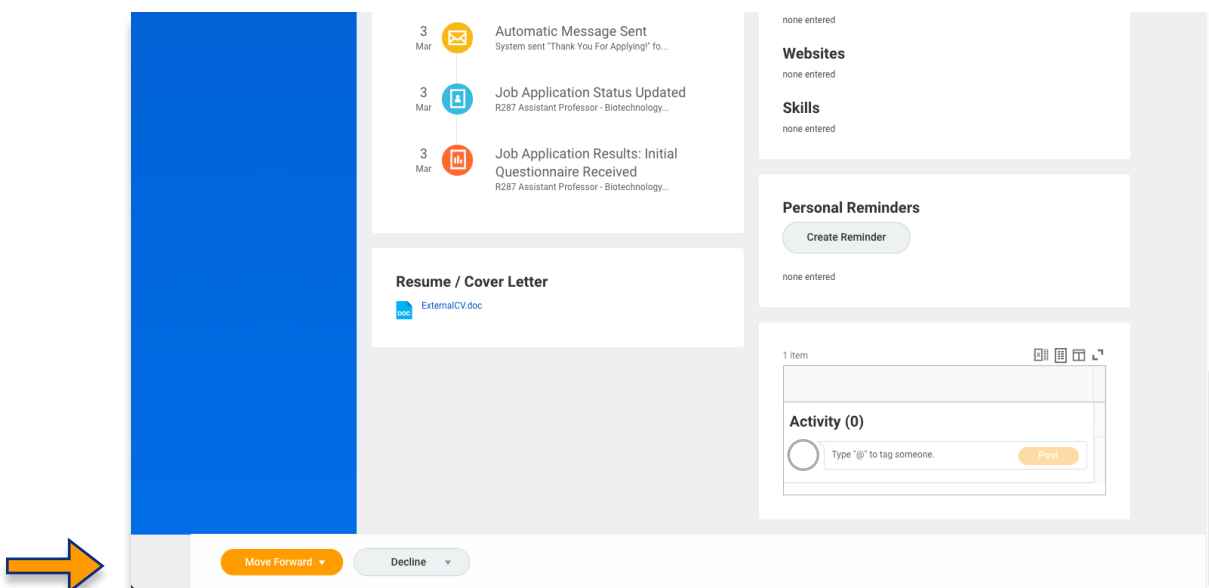 3
Mar
Automatic Message Sent
System sent "Thank You For Applying!" fo...
3
Mar
Job Application Status Updated
R287 Assistant Professor - Biotechnology...
3
Mar
Job Application Results: Initial
Questionnaire Received
R287 Assistant Professor - Biotechnology...
Resume / Cover Letter
DOC
ExternalCV.doc
none entered
Websites
none entered
Skills
none entered
Personal Reminders
Create Reminder
none entered
1 item
Activity (0)
Type "@" to tag someone.
Post
Move Forward
Decline